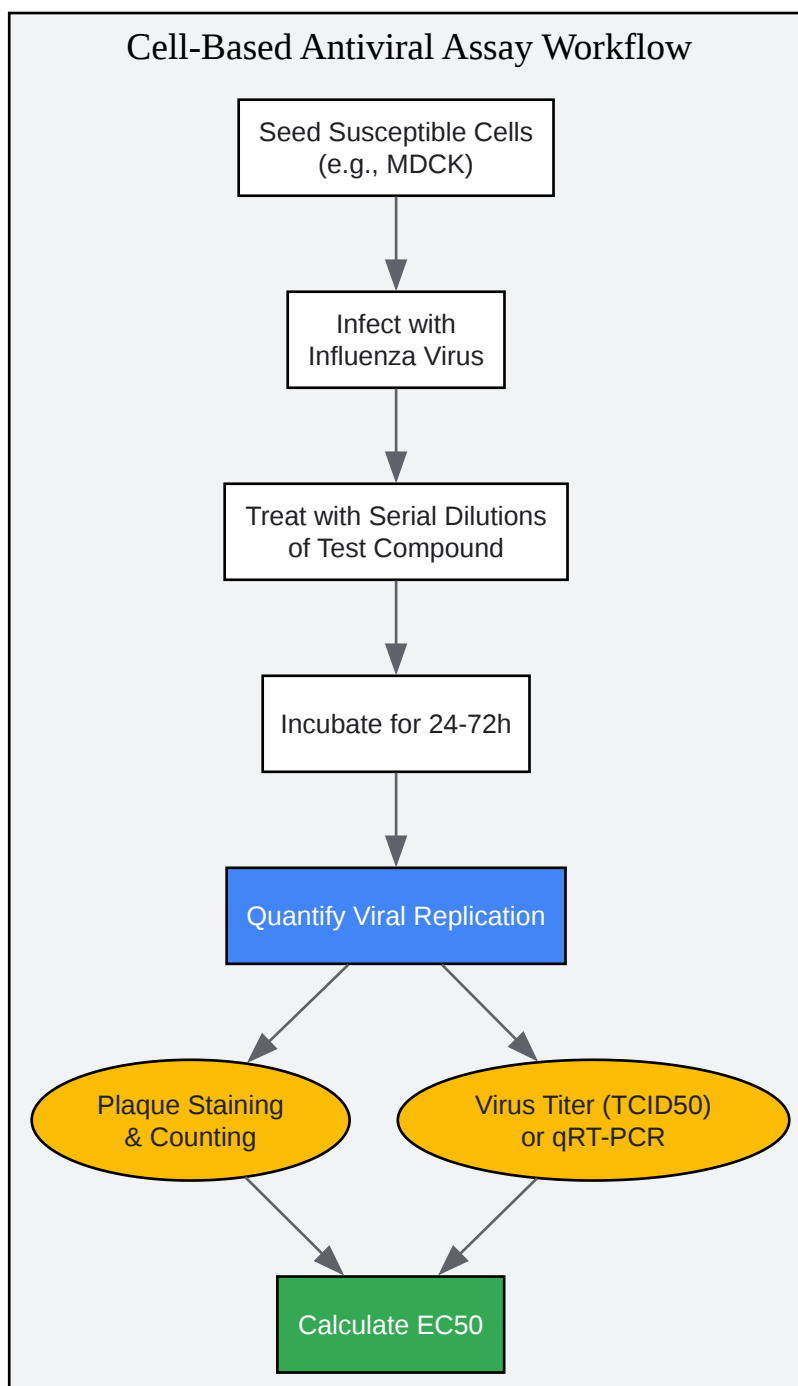 Cell-Based Antiviral Assay Workflow
Seed Susceptible Cells
(e.g., MDCK)
Infect with
Influenza Virus
Treat with Serial Dilutions
of Test Compound
Incubate for 24-72h
Quantify Viral Replication
Plaque Staining
& Counting
Virus Titer (TCID50)
or qRT-PCR
Calculate EC50